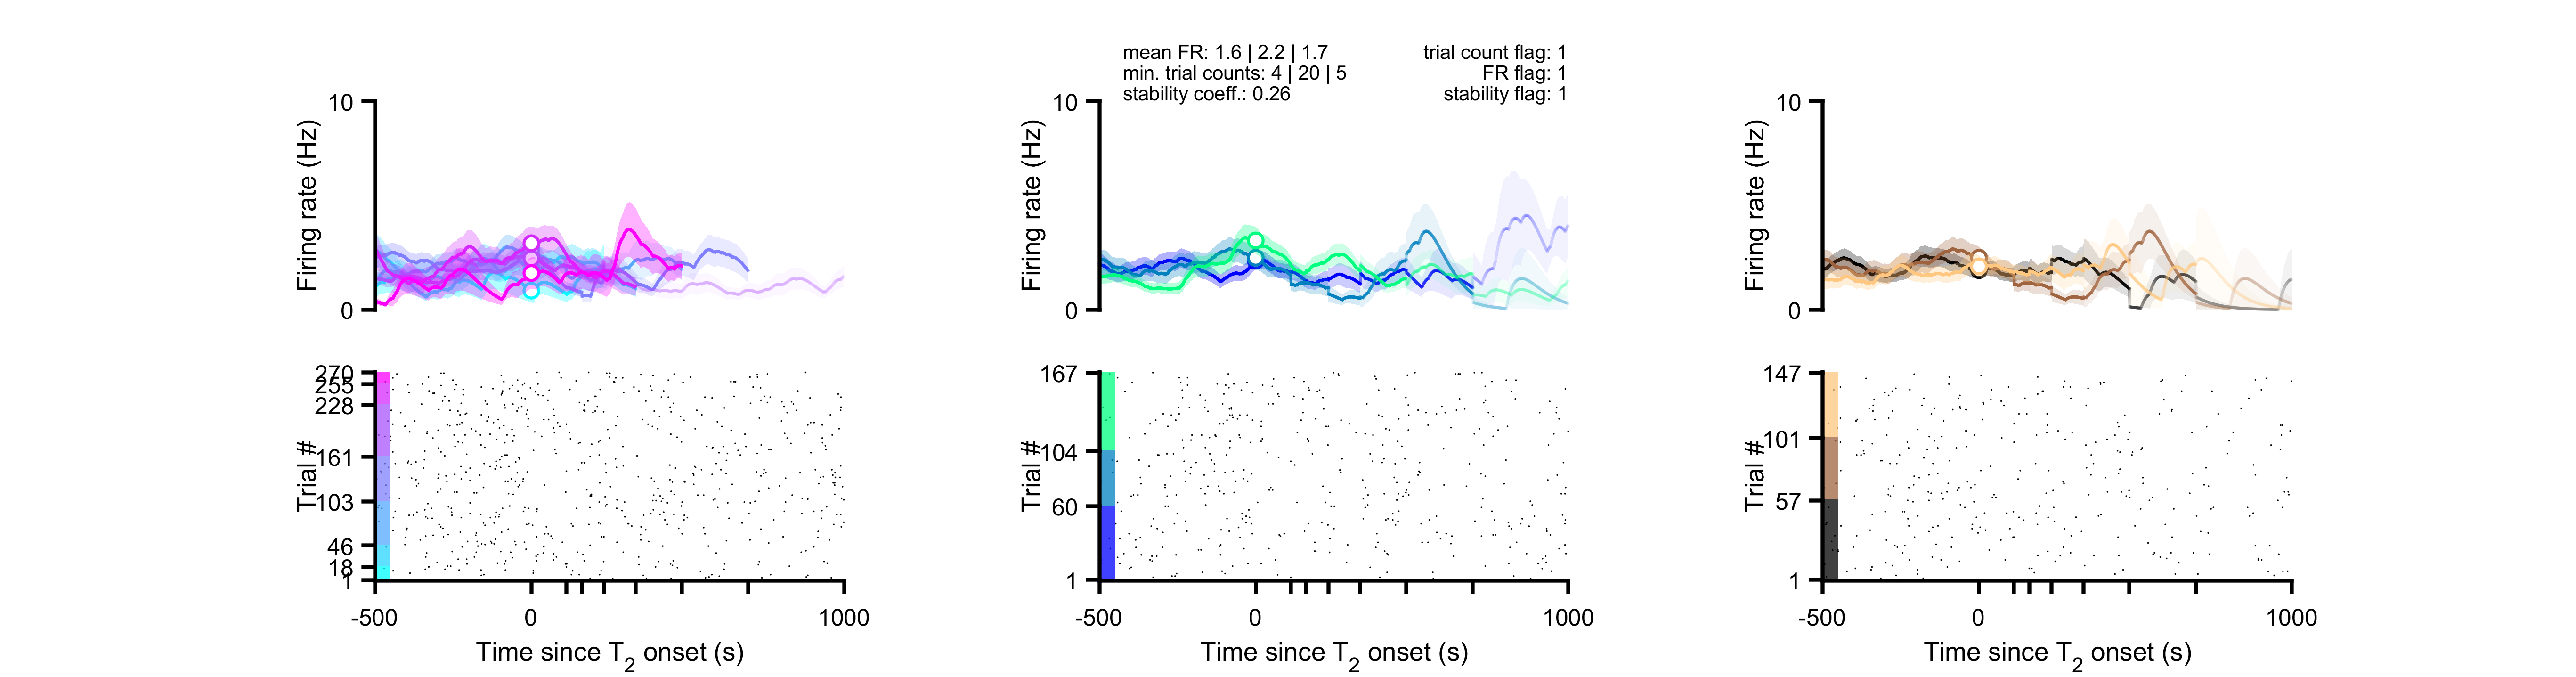 mean FR: 1.6 | 2.2 | 1.7
min. trial counts: 4 | 20 | 5
stability coeff.: 0.26
trial count flag: 1
FR flag: 1
stability flag: 1
10
0
Firing rate (Hz)
10
0
Firing rate (Hz)
10
0
Firing rate (Hz)
270
255
228
161
103
46
18
1
Trial #
-500
0
1000
Time since T2 onset (s)
167
104
60
1
Trial #
-500
0
1000
Time since T2 onset (s)
147
101
57
1
Trial #
-500
0
1000
Time since T2 onset (s)